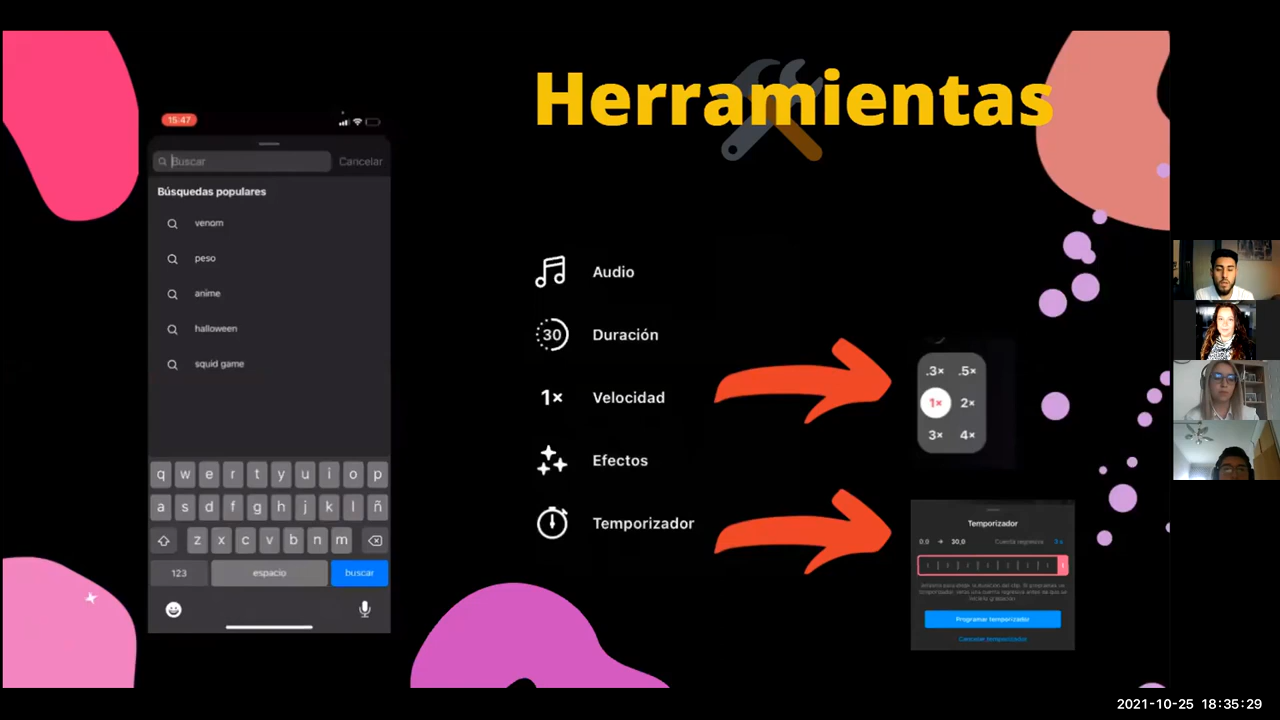 Herramientas
15:47
Buscar
Cancelar
Búsquedas populares
venom
peso
anime
halloween
squid game
q w e r t y u i o p
a s d f g h j k l ñ
z x c v b n m
123 espacio buscar
Audio
30 Duración
1× Velocidad
Efectos
Temporizador
.3× .5×
1× 2×
3× 4×
Temporizador
0,0 → 30,0 Cuenta regresiva 3 s
Programar temporizador
Cancelar temporizador
2021-10-25 18:35:29